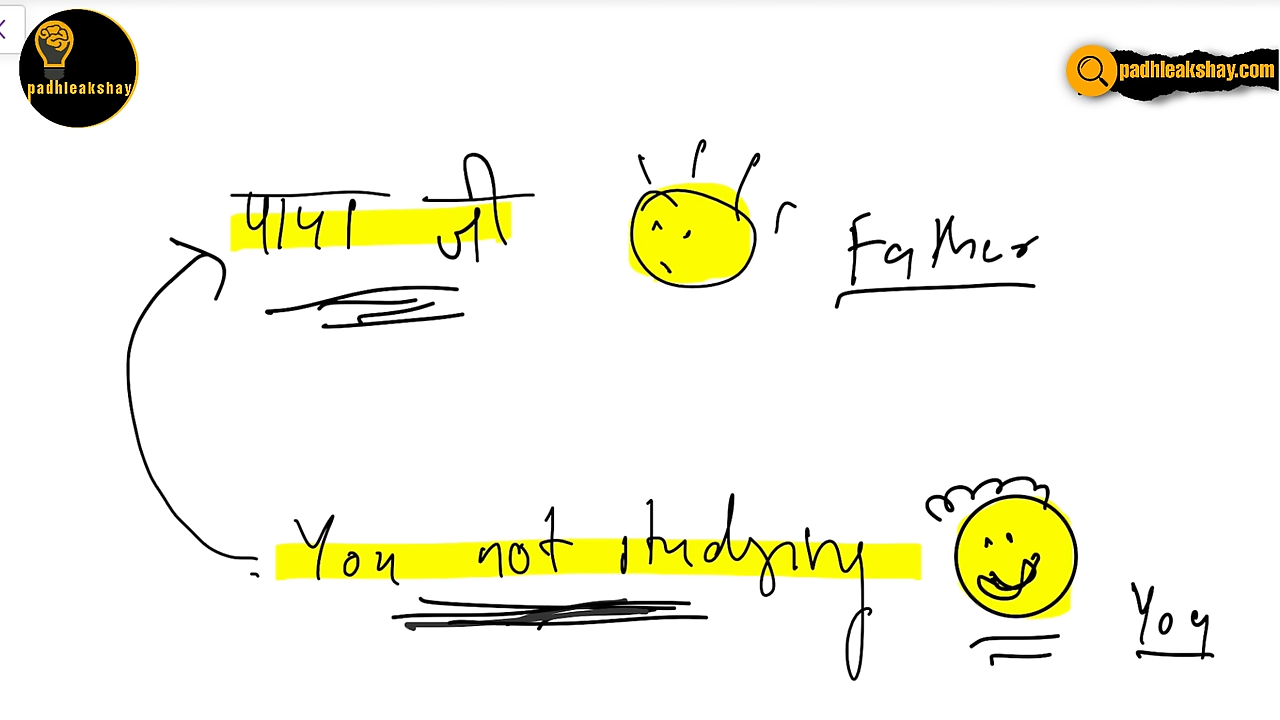 padhleakshay
padhleakshay.com
पापा जी
Father
You not studying
You